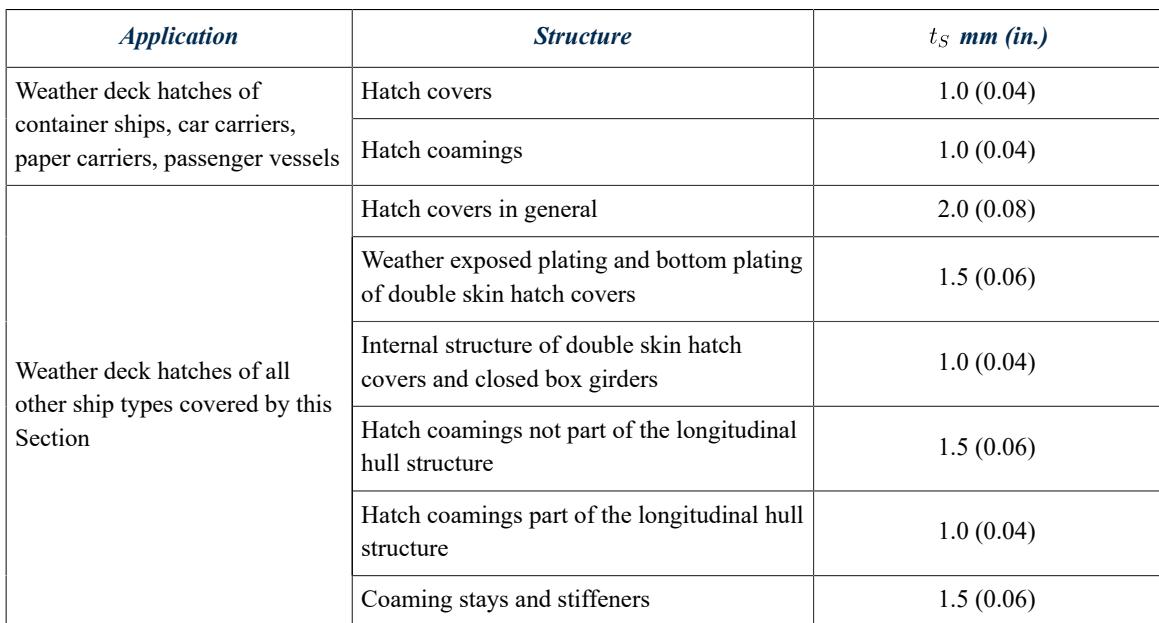 Application Structure t_S mm (in.)
Weather deck hatches of
container ships, car carriers,
paper carriers, passenger vessels
Hatch covers 1.0 (0.04)
Hatch coamings 1.0 (0.04)
Weather deck hatches of all
other ship types covered by this
Section
Hatch covers in general 2.0 (0.08)
Weather exposed plating and bottom plating
of double skin hatch covers
1.5 (0.06)
Internal structure of double skin hatch
covers and closed box girders
1.0 (0.04)
Hatch coamings not part of the longitudinal
hull structure
1.5 (0.06)
Hatch coamings part of the longitudinal hull
structure
1.0 (0.04)
Coaming stays and stiffeners 1.5 (0.06)